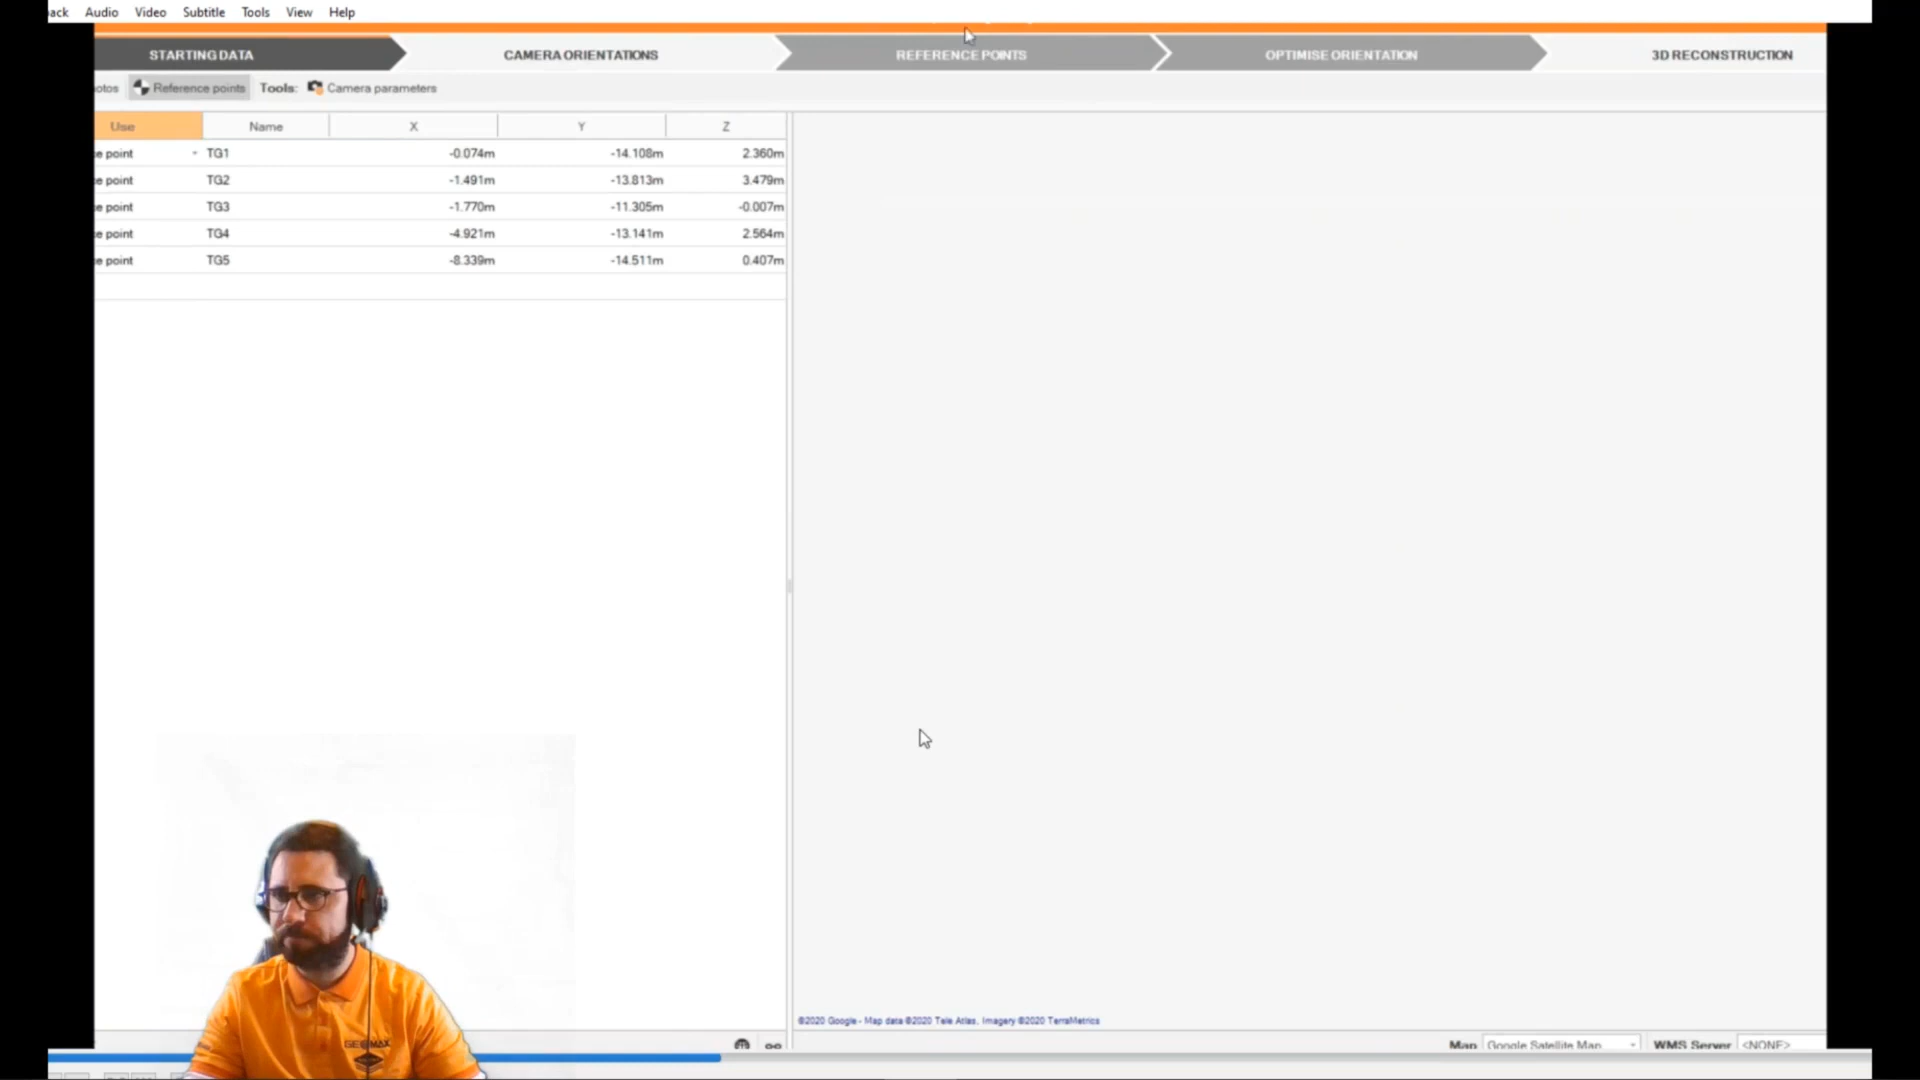 ack Audio Video Subtitle Tools View Help
STARTING DATA CAMERA ORIENTATIONS REFERENCE POINTS OPTIMISE ORIENTATION 3D RECONSTRUCTION
otos Reference points Tools: Camera parameters
Use Name X Y Z
e point TG1 -0.074m -14.108m 2.360m
e point TG2 -1.491m -13.813m 3.479m
e point TG3 -1.770m -11.305m -0.007m
e point TG4 -4.921m -13.141m 2.564m
e point TG5 -8.339m -14.511m 0.407m
©2020 Google - Map data ©2020 Tele Atlas, Imagery ©2020 TerraMetrics
Map Google Satellite Map. WMS Server <NONE>
GEOMAX